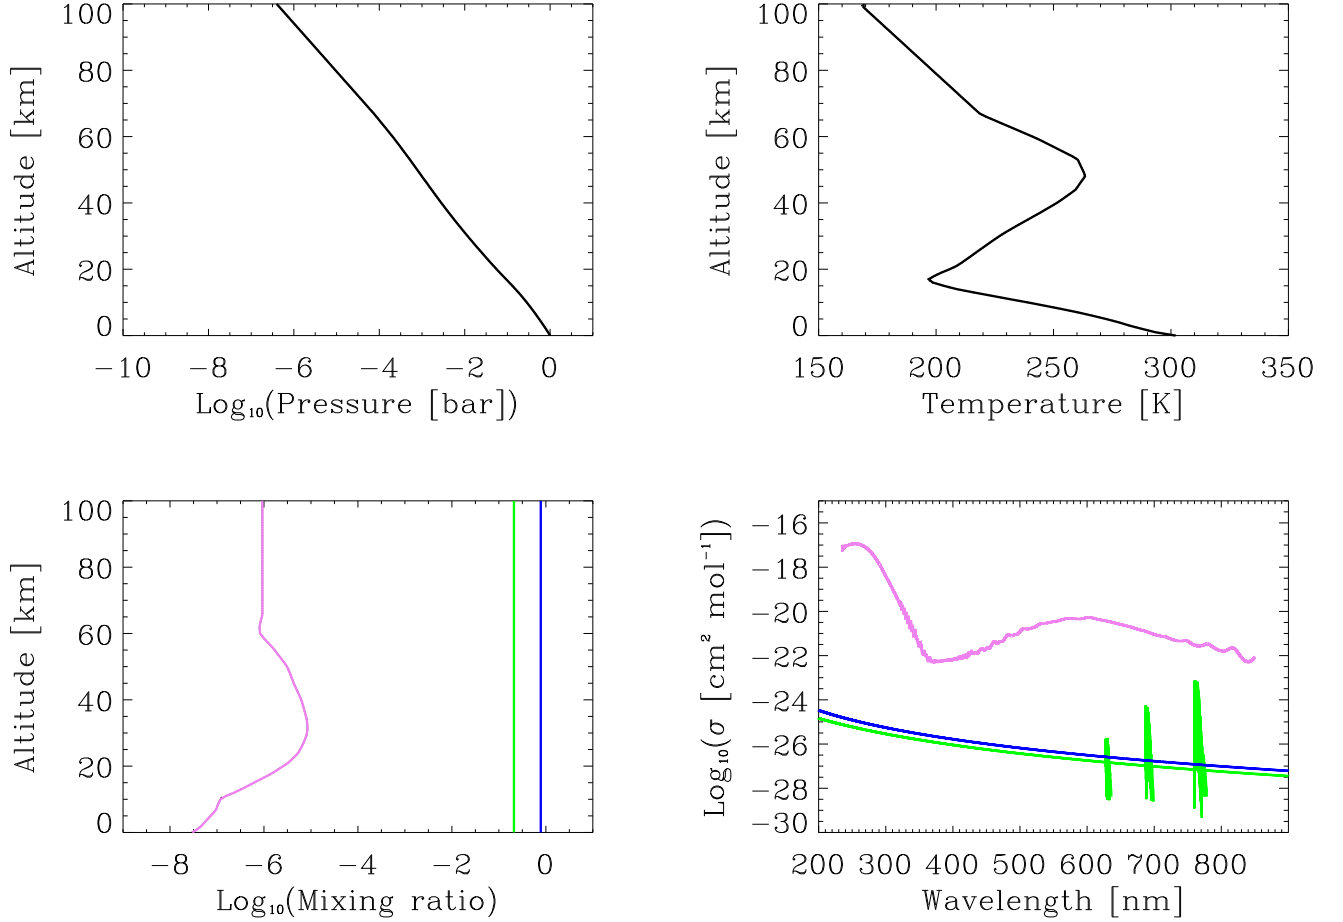 100
80
60
40
20
0
Altitude [km]
−10 −8 −6 −4 −2 0
Log₁₀(Pressure [bar])
100
80
60
40
20
0
Altitude [km]
150 200 250 300 350
Temperature [K]
100
80
60
40
20
0
Altitude [km]
−8 −6 −4 −2 0
Log₁₀(Mixing ratio)
−16
−18
−20
−22
−24
−26
−28
−30
Log₁₀(σ [cm² mol⁻¹])
200 300 400 500 600 700 800
Wavelength [nm]